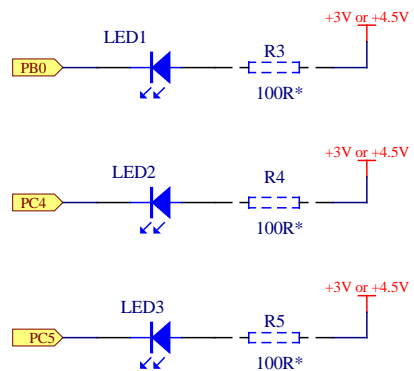 +3V or +4.5V
LED1
R3
PB0
100R*
+3V or +4.5V
LED2
R4
PC4
100R*
+3V or +4.5V
LED3
R5
PC5
100R*